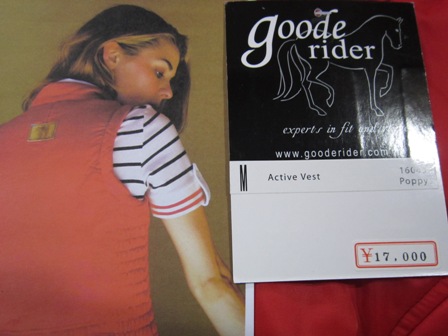 goode
rider
experts in fit and
www.gooderider.com
M Active Vest
Poppy
¥17,000